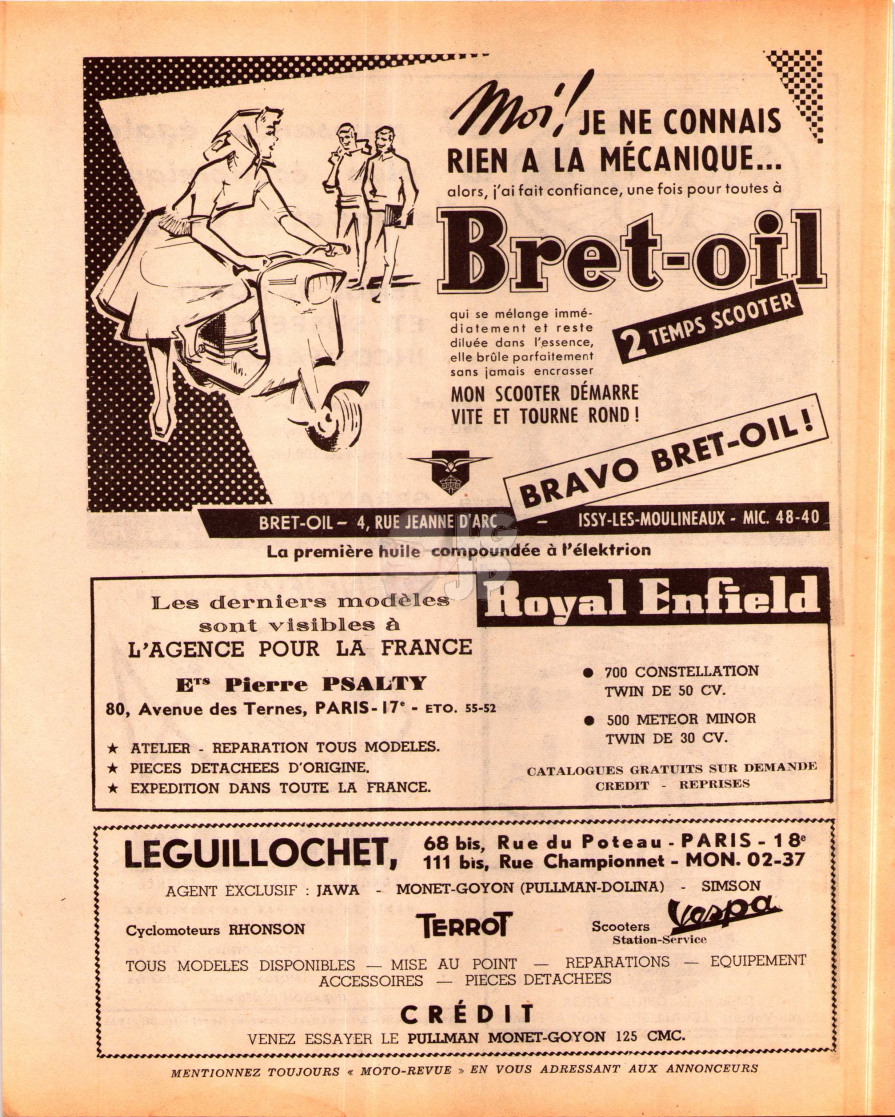 Moi! JE NE CONNAIS
RIEN A LA MÉCANIQUE...
alors, j'ai fait confiance, une fois pour toutes à
Bret-oil
qui se mélange immé-
diatement et reste
diluée dans l'essence,
elle brûle parfaitement
sans jamais encrasser
2 TEMPS SCOOTER
MON SCOOTER DÉMARRE
VITE ET TOURNE ROND !
BRAVO BRET-OIL !
BRET-OIL – 4, RUE JEANNE D'ARC – ISSY-LES-MOULINEAUX - MIC. 48-40
La première huile compoundée à l'élektrion
LGJP
Les derniers modèles
sont visibles à
L'AGENCE POUR LA FRANCE
Ets Pierre PSALTY
80, Avenue des Ternes, PARIS-17e - ETO. 55-52
★ ATELIER - REPARATION TOUS MODELES.
★ PIECES DETACHEES D'ORIGINE.
★ EXPEDITION DANS TOUTE LA FRANCE.
Royal Enfield
● 700 CONSTELLATION
TWIN DE 50 CV.
● 500 METEOR MINOR
TWIN DE 30 CV.
CATALOGUES GRATUITS SUR DEMANDE
CREDIT - REPRISES
LEGUILLOCHET, 68 bis, Rue du Poteau - PARIS - 18e
111 bis, Rue Championnet - MON. 02-37
AGENT EXCLUSIF : JAWA - MONET-GOYON (PULLMAN-DOLINA) - SIMSON
Cyclomoteurs RHONSON TERROT Scooters Vespa
Station-Service
TOUS MODELES DISPONIBLES — MISE AU POINT — REPARATIONS — EQUIPEMENT
ACCESSOIRES — PIECES DETACHEES
CRÉDIT
VENEZ ESSAYER LE PULLMAN MONET-GOYON 125 CMC.
MENTIONNEZ TOUJOURS « MOTO-REVUE » EN VOUS ADRESSANT AUX ANNONCEURS